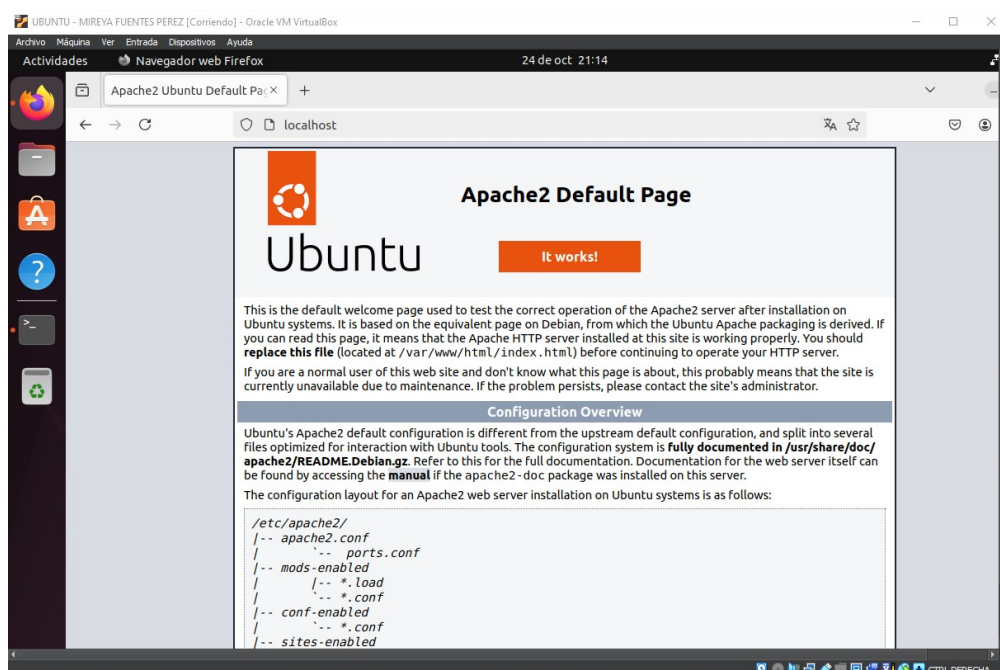 UBUNTU - MIREYA FUENTES PEREZ [Corriendo] - Oracle VM VirtualBox
Archivo Máquina Ver Entrada Dispositivos Ayuda
Actividades Navegador web Firefox 24 de oct 21:14
Apache2 Ubuntu Default Pag
localhost
Apache2 Default Page
Ubuntu
It works!
This is the default welcome page used to test the correct operation of the Apache2 server after installation on
Ubuntu systems. It is based on the equivalent page on Debian, from which the Ubuntu Apache packaging is derived. If
you can read this page, it means that the Apache HTTP server installed at this site is working properly. You should
replace this file (located at /var/www/html/index.html) before continuing to operate your HTTP server.
If you are a normal user of this web site and don't know what this page is about, this probably means that the site is
currently unavailable due to maintenance. If the problem persists, please contact the site's administrator.
Configuration Overview
Ubuntu's Apache2 default configuration is different from the upstream default configuration, and split into several
files optimized for interaction with Ubuntu tools. The configuration system is fully documented in /usr/share/doc/
apache2/README.Debian.gz. Refer to this for the full documentation. Documentation for the web server itself can
be found by accessing the manual if the apache2-doc package was installed on this server.
The configuration layout for an Apache2 web server installation on Ubuntu systems is as follows:
/etc/apache2/
|-- apache2.conf
| `-- ports.conf
|-- mods-enabled
| |-- *.load
| `-- *.conf
|-- conf-enabled
| `-- *.conf
|-- sites-enabled
CTRL DERECHA